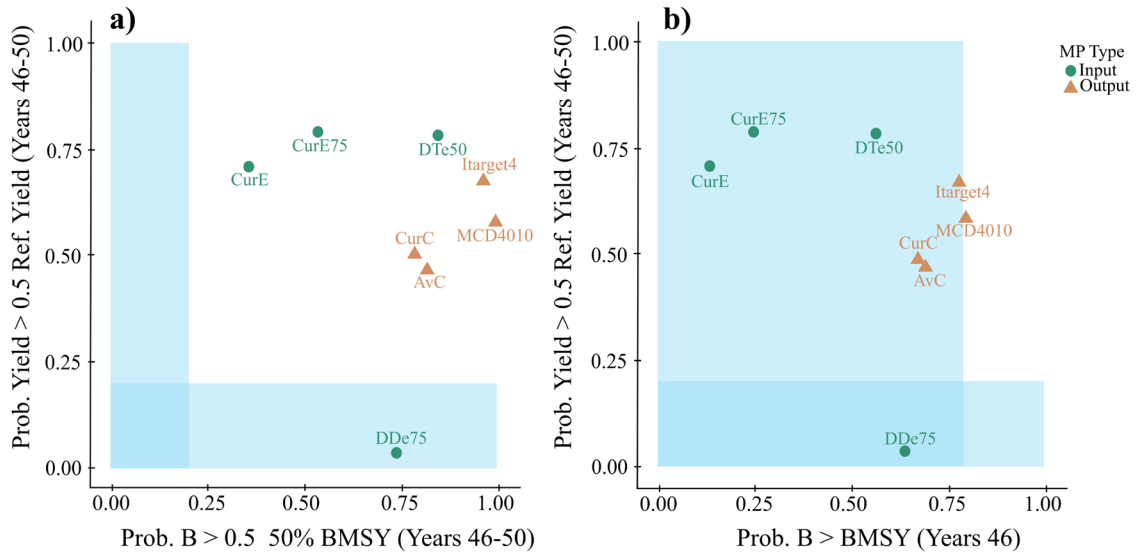 a)
Prob. Yield > 0.5 Ref. Yield (Years 46-50)
1.00
0.75
0.50
0.25
0.00
CurE75
DTe50
CurE
Itarget4
MCD4010
CurC
AvC
DDe75
0.00 0.25 0.50 0.75 1.00
Prob. B > 0.5 50% BMSY (Years 46-50)
b)
Prob. Yield > 0.5 Ref. Yield (Years 46-50)
1.00
0.75
0.50
0.25
0.00
CurE75
DTe50
CurE
Itarget4
MCD4010
CurC
AvC
DDe75
0.00 0.25 0.50 0.75 1.00
Prob. B > BMSY (Years 46)
MP Type
Input
Output